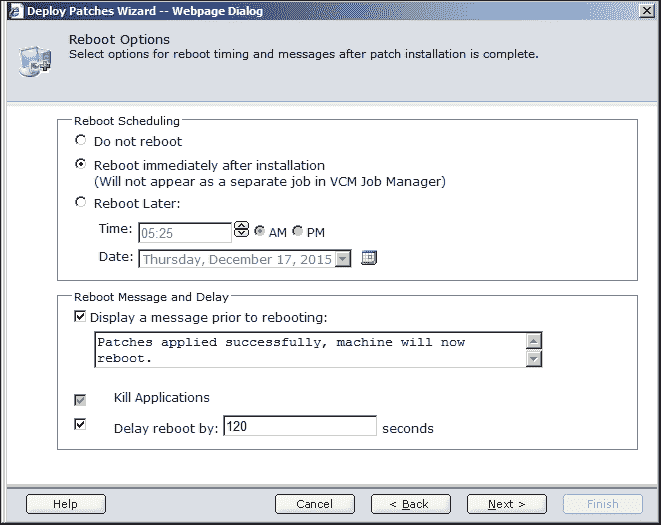 Deploy Patches Wizard -- Webpage Dialog
Reboot Options
Select options for reboot timing and messages after patch installation is complete.
Reboot Scheduling
Do not reboot
Reboot immediately after installation
(Will not appear as a separate job in VCM Job Manager)
Reboot Later:
Time: 05:25 AM PM
Date: Thursday, December 17, 2015
Reboot Message and Delay
Display a message prior to rebooting:
Patches applied successfully, machine will now
reboot.
Kill Applications
Delay reboot by: 120 seconds
Help Cancel < Back Next > Finish